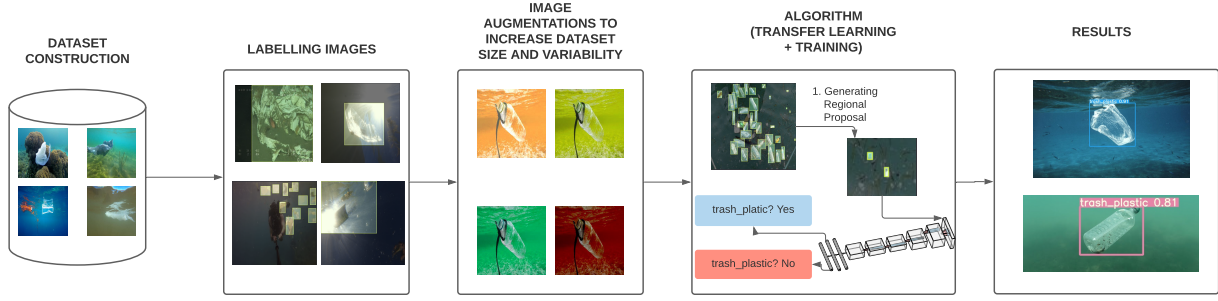 DATASET
CONSTRUCTION
LABELLING IMAGES
IMAGE
AUGMENTATIONS TO
INCREASE DATASET
SIZE AND VARIABILITY
ALGORITHM
(TRANSFER LEARNING
+ TRAINING)
1. Generating
Regional
Proposal
trash_platic? Yes
trash_plastic? No
RESULTS
trash_plastic 0.81